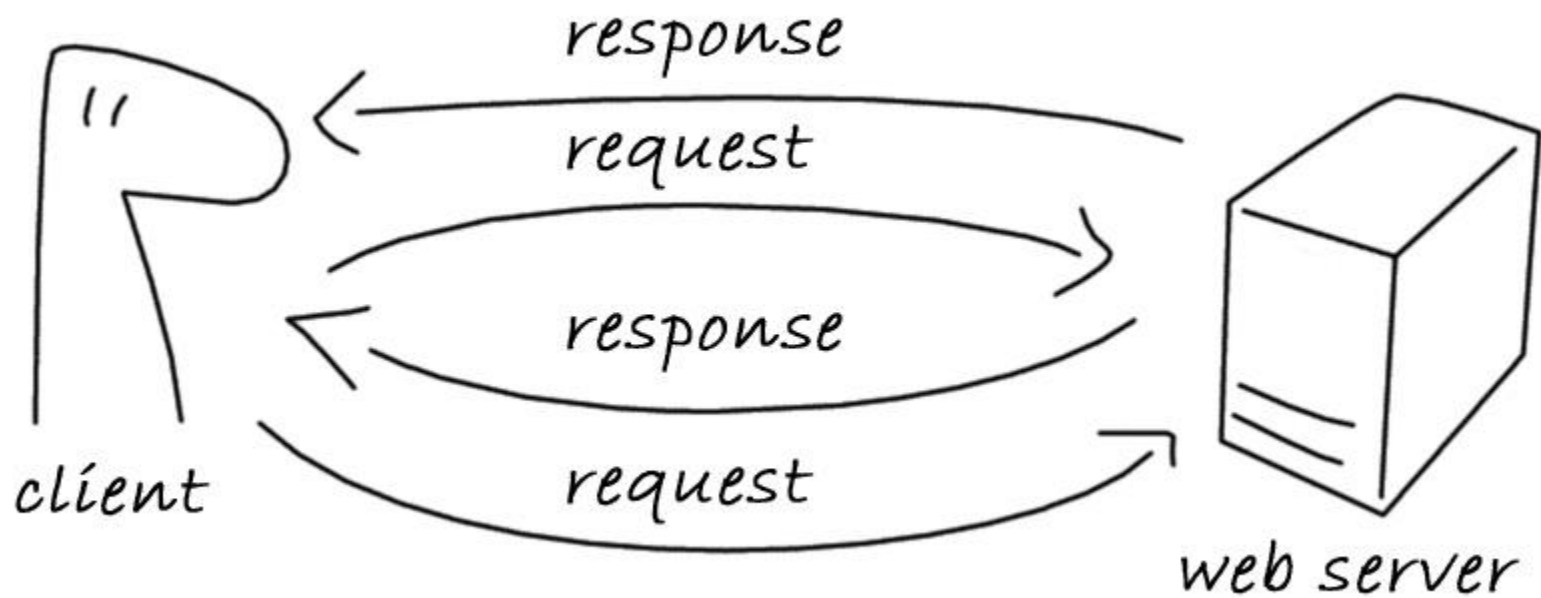 response
request
response
request
client
web server